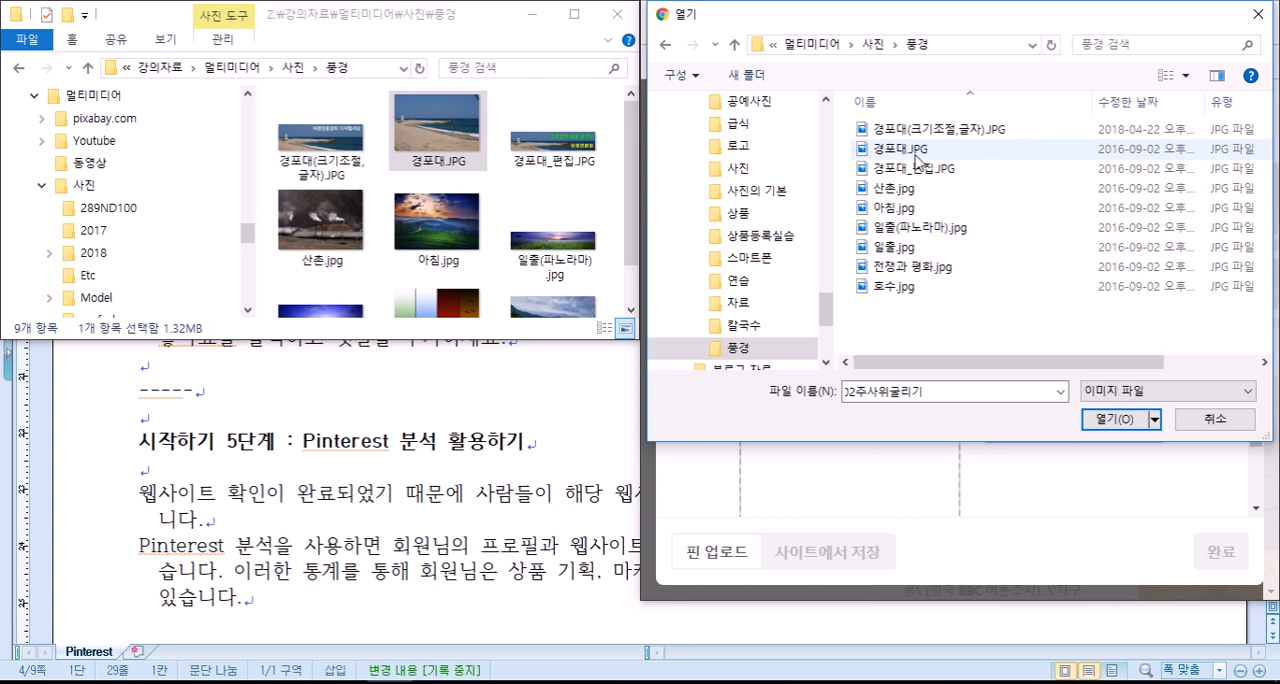 사진 도구
Z:₩강의자료₩멀티미디어₩사진₩풍경
파일
홈
공유
보기
관리
« 강의자료 › 멀티미디어 › 사진 › 풍경
풍경 검색
멀티미디어
pixabay.com
Youtube
동영상
사진
289ND100
2017
2018
Etc
Model
경포대(크기조절,글자).JPG
경포대.JPG
경포대_편집.JPG
산촌.jpg
아침.jpg
일출(파노라마).jpg
9개 항목
1개 항목 선택함 1.32MB
-----
시작하기 5단계 : Pinterest 분석 활용하기
웹사이트 확인이 완료되었기 때문에 사람들이 해당
니다.
Pinterest 분석을 사용하면 회원님의 프로필과 웹사이트
습니다. 이러한 통계를 통해 회원님은 상품 기획,
있습니다.
Pinterest
4/9쪽
1단
29줄
1칸
문단 나눔
1/1 구역
삽입
변경 내용 [기록 중지]
폭 맞춤
열기
« 멀티미디어 › 사진 › 풍경
풍경 검색
구성
새 폴더
공예사진
급식
로고
사진
사진의 기본
상품
상품등록실습
스마트폰
연습
자료
칼국수
풍경
이름
수정한 날짜
유형
경포대(크기조절,글자).JPG 2018-04-22 오후... JPG 파일
경포대.JPG 2016-09-02 오후... JPG 파일
경포대_편집.JPG 2016-09-02 오후... JPG 파일
산촌.jpg 2016-09-02 오후... JPG 파일
아침.jpg 2016-09-02 오후... JPG 파일
일출(파노라마).jpg 2016-09-02 오후... JPG 파일
일출.jpg 2016-09-02 오후... JPG 파일
전쟁과 평화.jpg 2016-09-02 오후... JPG 파일
호수.jpg 2016-09-02 오후... JPG 파일
파일 이름(N):
02주사위굴리기
이미지 파일
열기(O)
취소
핀 업로드
사이트에서 저장
완료